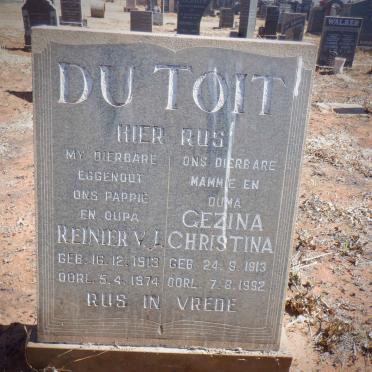 DU TOIT
HIER RUS
MY DIERBARE
EGGENOOT
ONS PAPPIE
EN OUPA
REINIER V. J.
GEB. 16. 12. 1913
OORL. 5. 4. 1974
ONS DIERBARE
MAMMIE EN
OUMA
GEZINA
CHRISTINA
GEB. 24. 9. 1913
OORL. 7. 8. 1992
RUS IN VREDE
WALKER